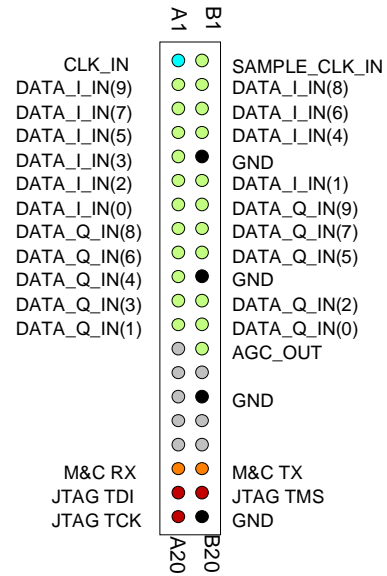 A1 B1
CLK_IN SAMPLE_CLK_IN
DATA_I_IN(9) DATA_I_IN(8)
DATA_I_IN(7) DATA_I_IN(6)
DATA_I_IN(5) DATA_I_IN(4)
DATA_I_IN(3) GND
DATA_I_IN(2) DATA_I_IN(1)
DATA_I_IN(0) DATA_Q_IN(9)
DATA_Q_IN(8) DATA_Q_IN(7)
DATA_Q_IN(6) DATA_Q_IN(5)
DATA_Q_IN(4) GND
DATA_Q_IN(3) DATA_Q_IN(2)
DATA_Q_IN(1) DATA_Q_IN(0)
AGC_OUT
GND
M&C RX M&C TX
JTAG TDI JTAG TMS
JTAG TCK GND
A20 B20